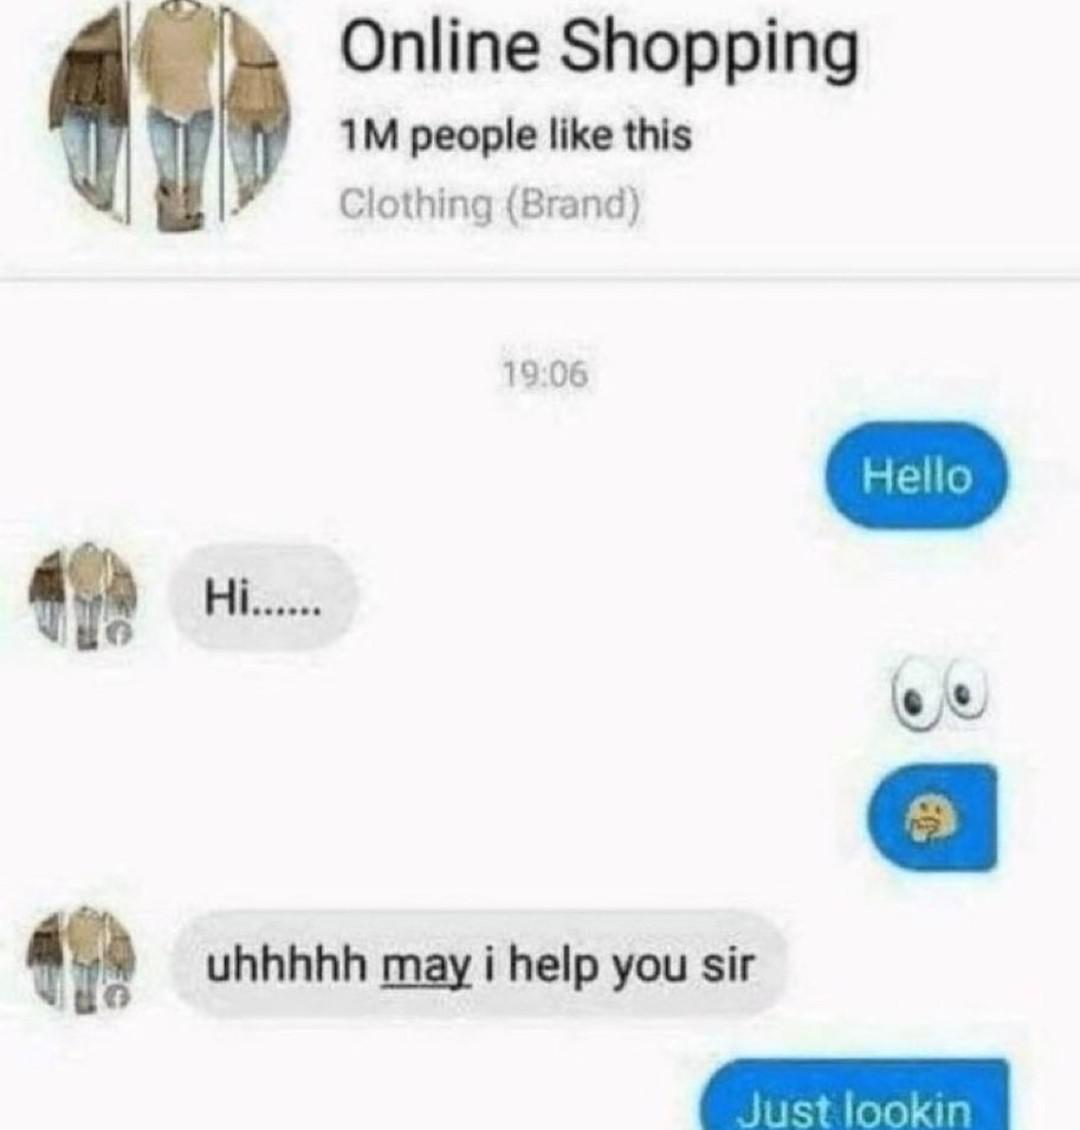 Online Shopping
1M people like this
Clothing (Brand)
19:06
Hello
Hi......
uhhhhh may i help you sir
Just lookin